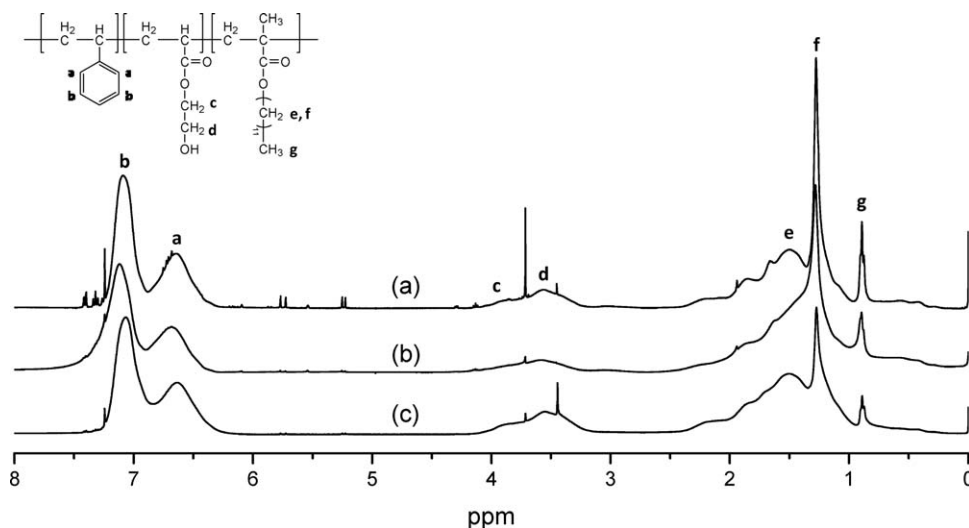 H₂ H H₂ H H₂ CH₃
C C C C C C
a a C=O C=O
b b O O
CH₂ c CH₂ e, f
CH₂ d
OH CH₃ g
f
b
g
a e
c d
(a)
(b)
(c)
8 7 6 5 4 3 2 1 0
ppm